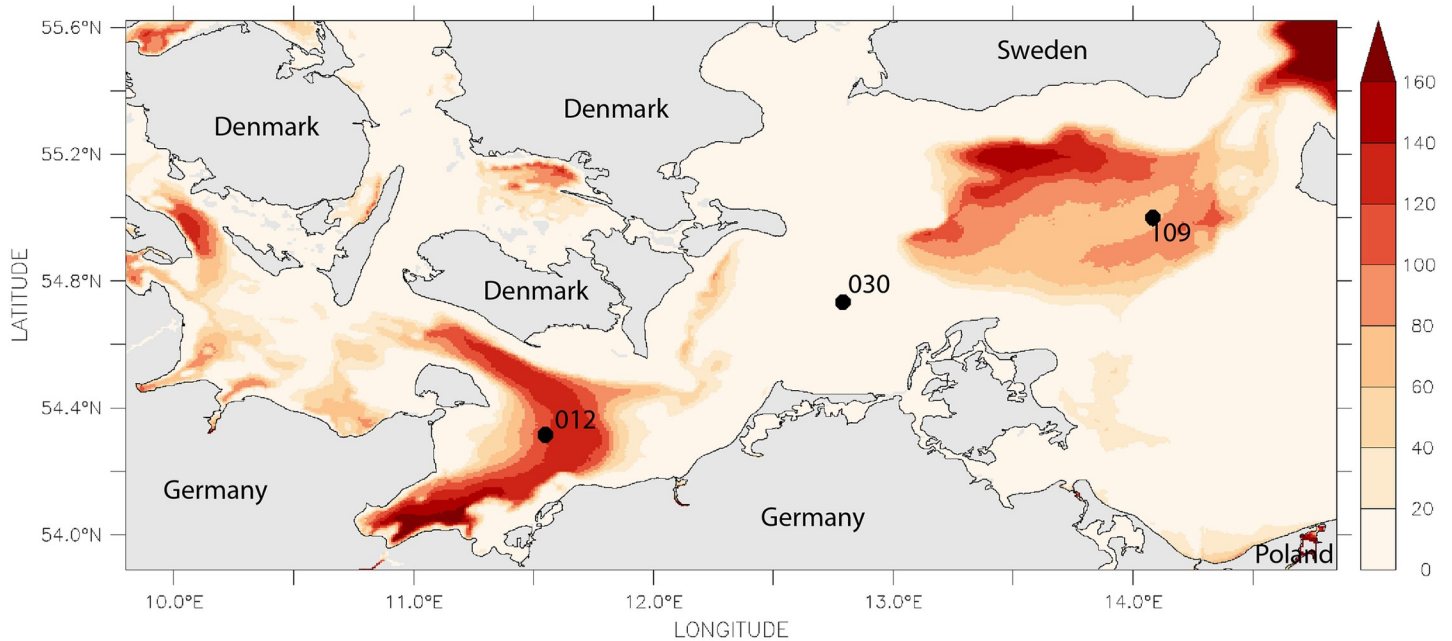 55.6°N
55.2°N
54.8°N
54.4°N
54.0°N
LATITUDE
Sweden
Denmark
Denmark
Denmark
109
030
012
Germany
Germany
Poland
160
140
120
100
80
60
40
20
0
10.0°E 11.0°E 12.0°E 13.0°E 14.0°E
LONGITUDE